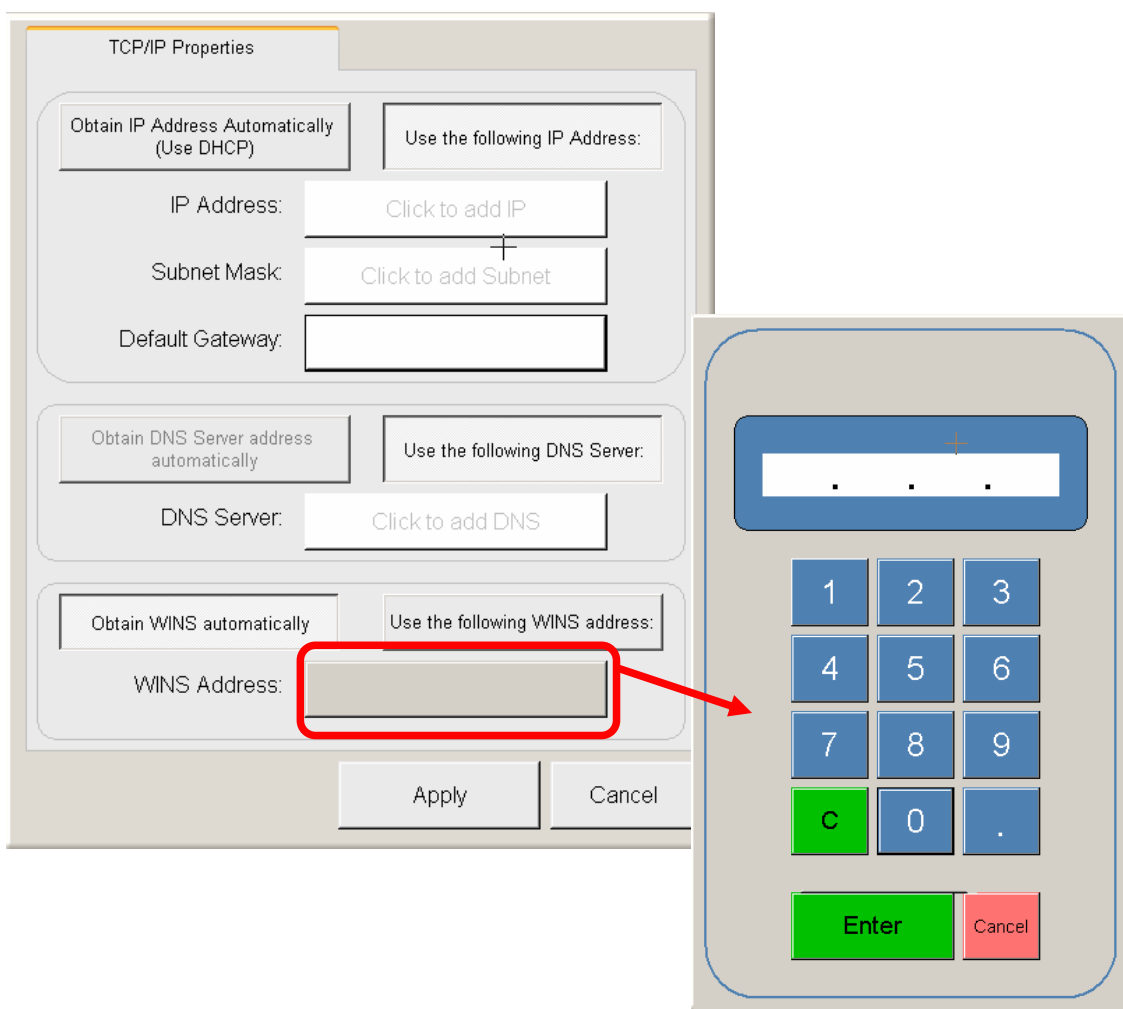 TCP/IP Properties
Obtain IP Address Automatically
(Use DHCP)
Use the following IP Address:
IP Address:
Click to add IP
Subnet Mask:
Click to add Subnet
Default Gateway:
Obtain DNS Server address
automatically
Use the following DNS Server:
DNS Server:
Click to add DNS
Obtain WINS automatically
Use the following WINS address:
WINS Address:
Apply
Cancel
. . .
1 2 3
4 5 6
7 8 9
C 0 .
Enter
Cancel